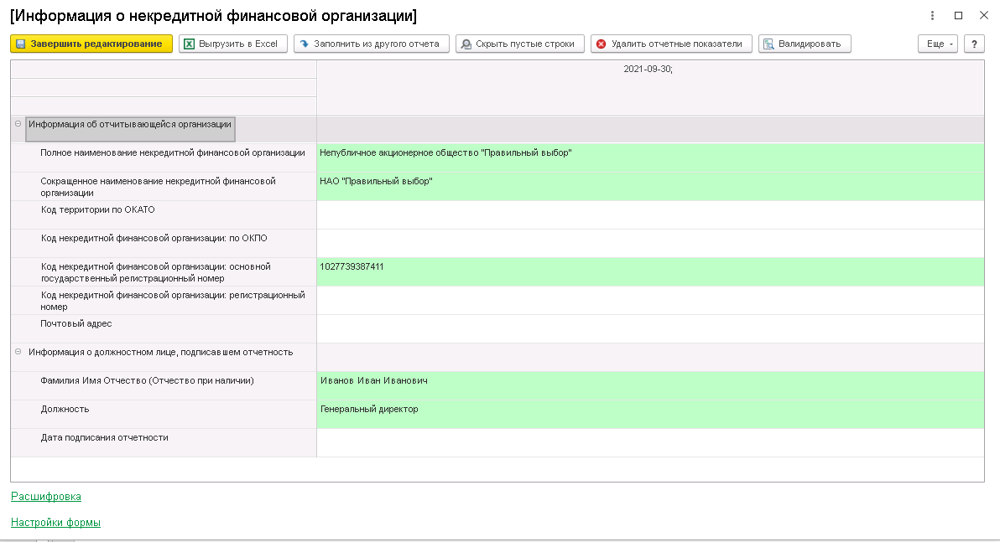 [Информация о некредитной финансовой организации]
Завершить редактирование
Выгрузить в Excel
Заполнить из другого отчета
Скрыть пустые строки
Удалить отчетные показатели
Валидировать
Еще
?
2021-09-30;
Информация об отчитывающейся организации
Полное наименование некредитной финансовой организации
Непубличное акционерное общество "Правильный выбор"
Сокращенное наименование некредитной финансовой
организации
НАО "Правильный выбор"
Код территории по ОКАТО
Код некредитной финансовой организации: по ОКПО
Код некредитной финансовой организации: основной
государственный регистрационный номер
1027739387411
Код некредитной финансовой организации: регистрационный
номер
Почтовый адрес
Информация о должностном лице, подписавшем отчетность
Фамилия Имя Отчество (Отчество при наличии)
Иванов Иван Иванович
Должность
Генеральный директор
Дата подписания отчетности
Расшифровка
Настройки формы